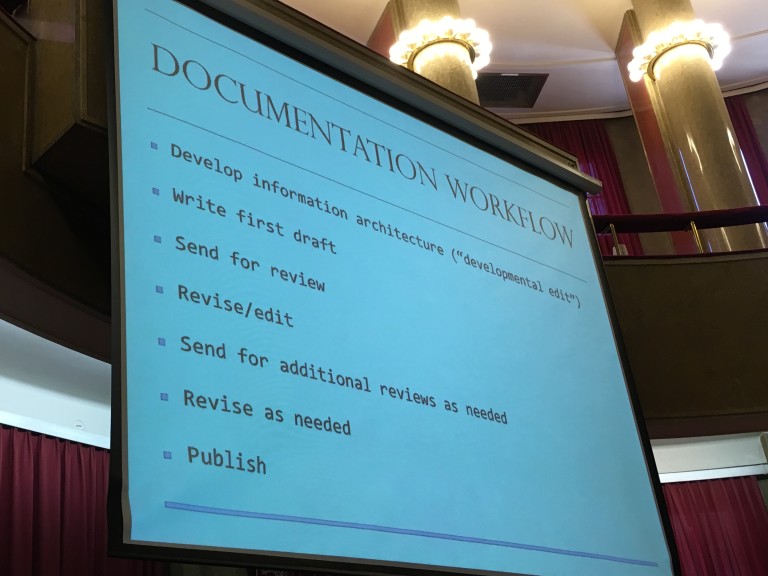 DOCUMENTATION WORKFLOW
Develop information architecture (“developmental edit”)
Write first draft
Send for review
Revise/edit
Send for additional reviews as needed
Revise as needed
Publish